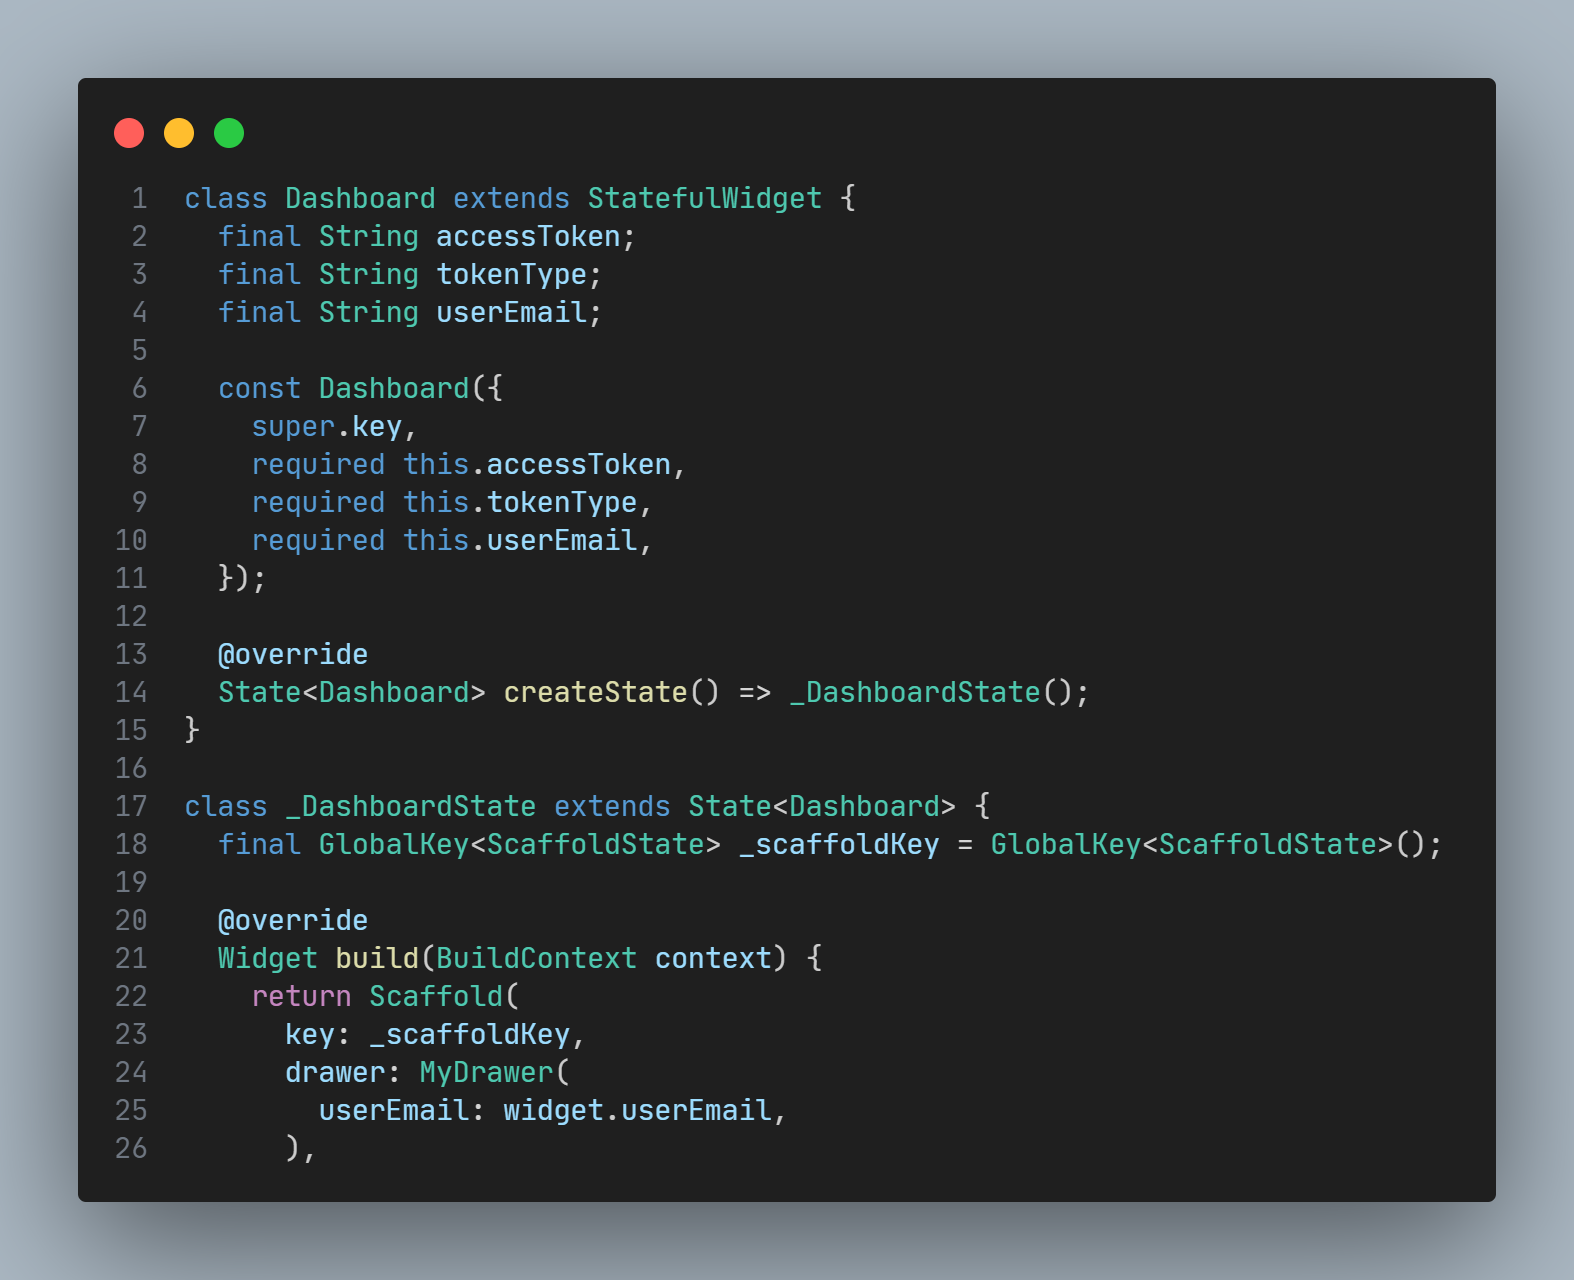 1 class Dashboard extends StatefulWidget {
2   final String accessToken;
3   final String tokenType;
4   final String userEmail;
5
6   const Dashboard({
7     super.key,
8     required this.accessToken,
9     required this.tokenType,
10     required this.userEmail,
11   });
12
13   @override
14   State<Dashboard> createState() => _DashboardState();
15 }
16
17 class _DashboardState extends State<Dashboard> {
18   final GlobalKey<ScaffoldState> _scaffoldKey = GlobalKey<ScaffoldState>();
19
20   @override
21   Widget build(BuildContext context) {
22     return Scaffold(
23       key: _scaffoldKey,
24       drawer: MyDrawer(
25         userEmail: widget.userEmail,
26       ),